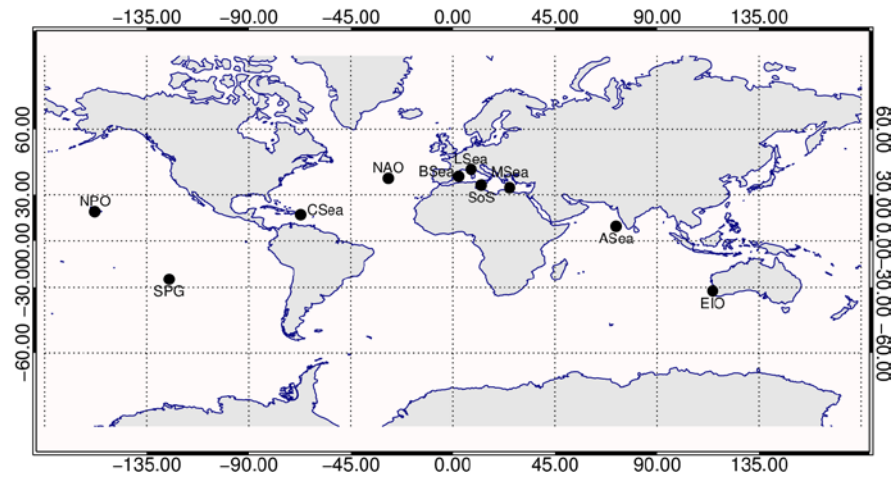 −135.00 −90.00 −45.00 0.00 45.00 90.00 135.00
60.00 60.00
LSea
NAO BSea MSea
30.00 SoS 30.00
NPO CSea
0.00 ASea 0.00
−30.00 SPG EIO −30.00
−60.00 −60.00
−135.00 −90.00 −45.00 0.00 45.00 90.00 135.00